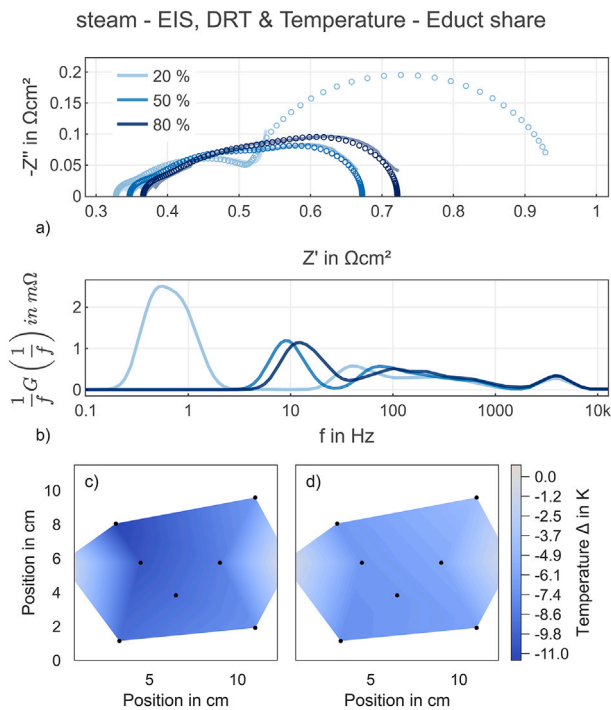 steam - EIS, DRT & Temperature - Educt share
-Z'' in Ωcm²
0.2
0.15
0.1
0.05
0
20 %
50 %
80 %
0.3 0.4 0.5 0.6 0.7 0.8 0.9 1
a)
Z' in Ωcm²
1/f G (1/f) in mΩ
2
1
0
0.1 1 10 100 1000 10k
b)
f in Hz
Position in cm
10
8
6
4
2
0
c)
d)
5 10
5 10
Position in cm
Position in cm
0.0
-1.2
-2.5
-3.7
-4.9
-6.1
-7.4
-8.6
-9.8
-11.0
Temperature Δ in K